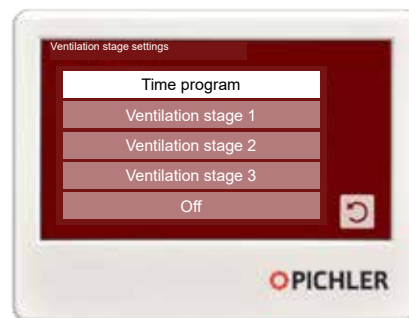 Ventilation stage settings
Time program
Ventilation stage 1
Ventilation stage 2
Ventilation stage 3
Off
PICHLER